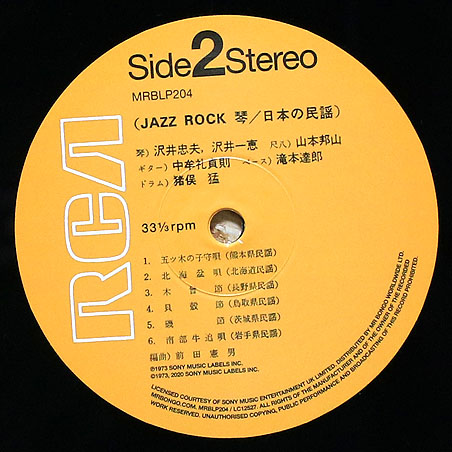 Side 2 Stereo
MRBLP204
(JAZZ ROCK 琴/日本の民謡)
琴) 沢井忠夫, 沢井一恵 尺八) 山本邦山
ギター) 中牟礼貞則 ベース) 滝本達郎
ドラム) 猪俣 猛
RCA
33⅓ rpm
1. 五ツ木の子守唄 (熊本県民謡)
2. 北海盆唄 (北海道民謡)
3. 木曽節 (長野県民謡)
4. 貝殻節 (鳥取県民謡)
5. 磯節 (茨城県民謡)
6. 南部牛追唄 (岩手県民謡)
編曲) 前田憲男
℗1973 SONY MUSIC LABELS INC.
©1973, 2020 SONY MUSIC LABELS INC.
LICENSED COURTESY OF SONY MUSIC ENTERTAINMENT UK LIMITED. DISTRIBUTED BY MR BONGO WORLDWIDE LTD.
MRBONGO.COM. MRBLP204 / LC12527. ALL RIGHTS OF THE MANUFACTURER AND OF THE OWNER OF THE RECORDED
WORK RESERVED. UNAUTHORISED COPYING, PUBLIC PERFORMANCE AND BROADCASTING OF THIS RECORD PROHIBITED.